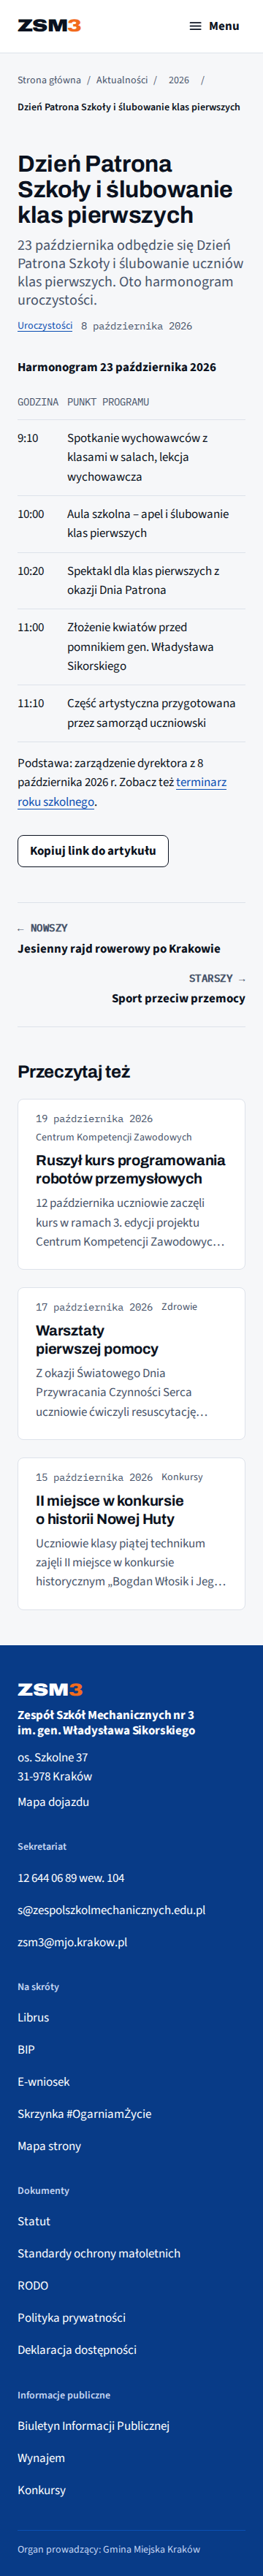 ZSM3
Menu
Strona główna / Aktualności / 2026 /
Dzień Patrona Szkoły i ślubowanie klas pierwszych
Dzień Patrona
Szkoły i ślubowanie
klas pierwszych
23 października odbędzie się Dzień
Patrona Szkoły i ślubowanie uczniów
klas pierwszych. Oto harmonogram
uroczystości.
Uroczystości 8 października 2026
Harmonogram 23 października 2026
GODZINA PUNKT PROGRAMU
9:10 Spotkanie wychowawców z
klasami w salach, lekcja
wychowawcza
10:00 Aula szkolna – apel i ślubowanie
klas pierwszych
10:20 Spektakl dla klas pierwszych z
okazji Dnia Patrona
11:00 Złożenie kwiatów przed
pomnikiem gen. Władysława
Sikorskiego
11:10 Część artystyczna przygotowana
przez samorząd uczniowski
Podstawa: zarządzenie dyrektora z 8
października 2026 r. Zobacz też terminarz
roku szkolnego.
Kopiuj link do artykułu
← NOWSZY
Jesienny rajd rowerowy po Krakowie
STARSZY →
Sport przeciw przemocy
Przeczytaj też
19 października 2026
Centrum Kompetencji Zawodowych
Ruszył kurs programowania
robotów przemysłowych
12 października uczniowie zaczęli
kurs w ramach 3. edycji projektu
Centrum Kompetencji Zawodowyc…
17 października 2026 Zdrowie
Warsztaty
pierwszej pomocy
Z okazji Światowego Dnia
Przywracania Czynności Serca
uczniowie ćwiczyli resuscytację…
15 października 2026 Konkursy
II miejsce w konkursie
o historii Nowej Huty
Uczniowie klasy piątej technikum
zajęli II miejsce w konkursie
historycznym „Bogdan Włosik i Jeg…
ZSM3
Zespół Szkół Mechanicznych nr 3
im. gen. Władysława Sikorskiego
os. Szkolne 37
31-978 Kraków
Mapa dojazdu
Sekretariat
12 644 06 89 wew. 104
s@zespolszkolmechanicznych.edu.pl
zsm3@mjo.krakow.pl
Na skróty
Librus
BIP
E-wniosek
Skrzynka #OgarniamŻycie
Mapa strony
Dokumenty
Statut
Standardy ochrony małoletnich
RODO
Polityka prywatności
Deklaracja dostępności
Informacje publiczne
Biuletyn Informacji Publicznej
Wynajem
Konkursy
Organ prowadzący: Gmina Miejska Kraków